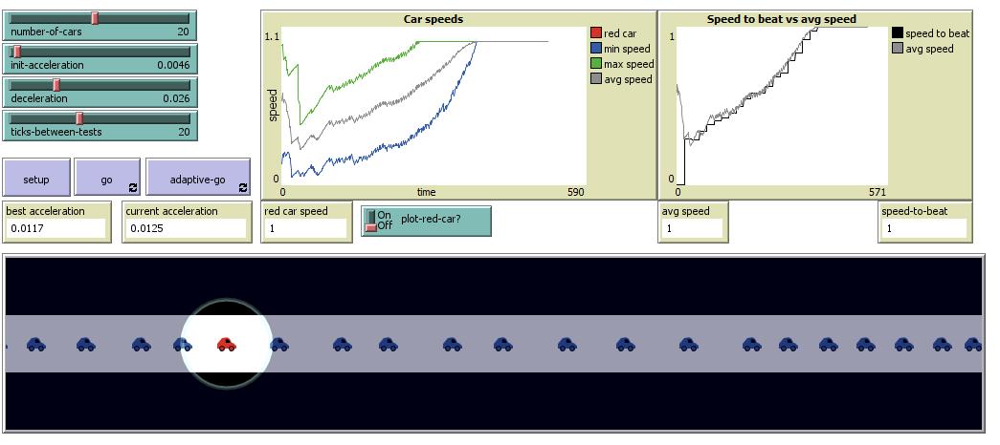 number-of-cars 20
init-acceleration 0.0046
deceleration 0.026
ticks-between-tests 20
setup
go
adaptive-go
best acceleration
0.0117
current acceleration
0.0125
Car speeds
1.1
speed
0
0
time
590
red car
min speed
max speed
avg speed
red car speed
1
On
Off
plot-red-car?
Speed to beat vs avg speed
1
0
0
571
speed to beat
avg speed
avg speed
1
speed-to-beat
1